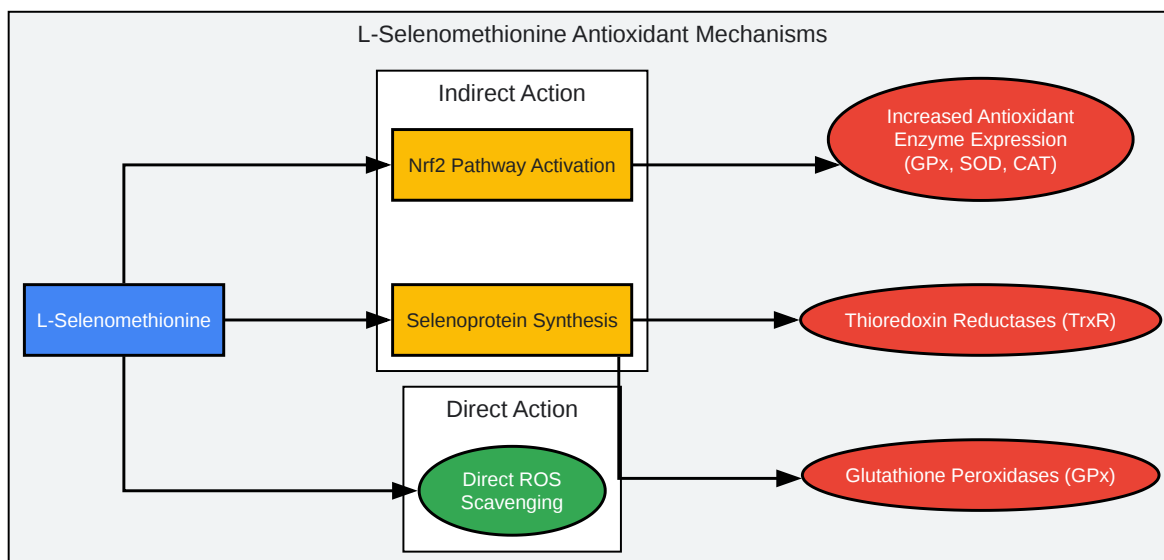 L-Selenomethionine Antioxidant Mechanisms
Indirect Action
Nrf2 Pathway Activation
Increased Antioxidant
Enzyme Expression
(GPx, SOD, CAT)
L-Selenomethionine
Selenoprotein Synthesis
Thioredoxin Reductases (TrxR)
Direct Action
Direct ROS
Scavenging
Glutathione Peroxidases (GPx)